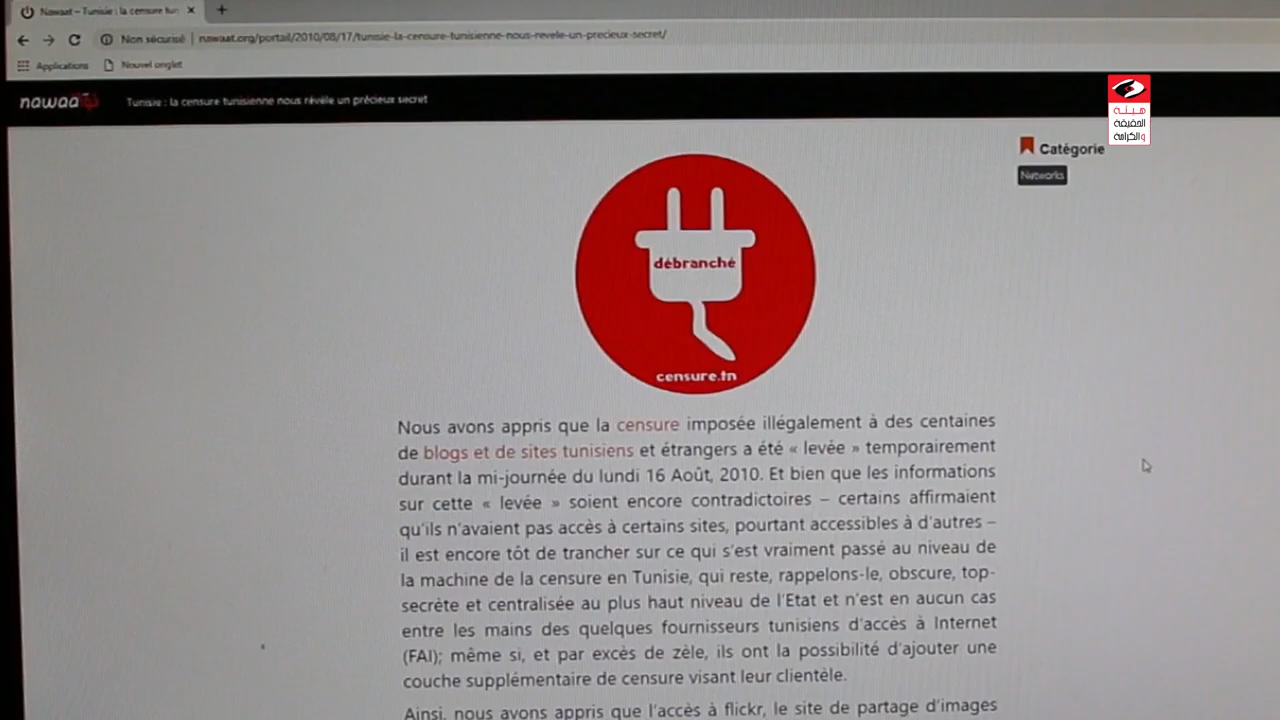 Nawaat – Tunisie : la censure tun
Non sécurisé | nawaat.org/portail/2010/08/17/tunisie-la-censure-tunisienne-nous-revele-un-precieux-secret/
Applications Nouvel onglet
nawaat Tunisie : la censure tunisienne nous révèle un précieux secret
هيئة
الحقيقة
والكرامة
Catégorie
Networks
débranché
censure.tn
Nous avons appris que la censure imposée illégalement à des centaines
de blogs et de sites tunisiens et étrangers a été « levée » temporairement
durant la mi-journée du lundi 16 Août, 2010. Et bien que les informations
sur cette « levée » soient encore contradictoires – certains affirmaient
qu'ils n'avaient pas accès à certains sites, pourtant accessibles à d'autres –
il est encore tôt de trancher sur ce qui s'est vraiment passé au niveau de
la machine de la censure en Tunisie, qui reste, rappelons-le, obscure, top-
secrète et centralisée au plus haut niveau de l'Etat et n'est en aucun cas
entre les mains des quelques fournisseurs tunisiens d'accès à Internet
(FAI); même si, et par excès de zèle, ils ont la possibilité d'ajouter une
couche supplémentaire de censure visant leur clientèle.
Ainsi, nous avons appris que l'accès à flickr, le site de partage d'images